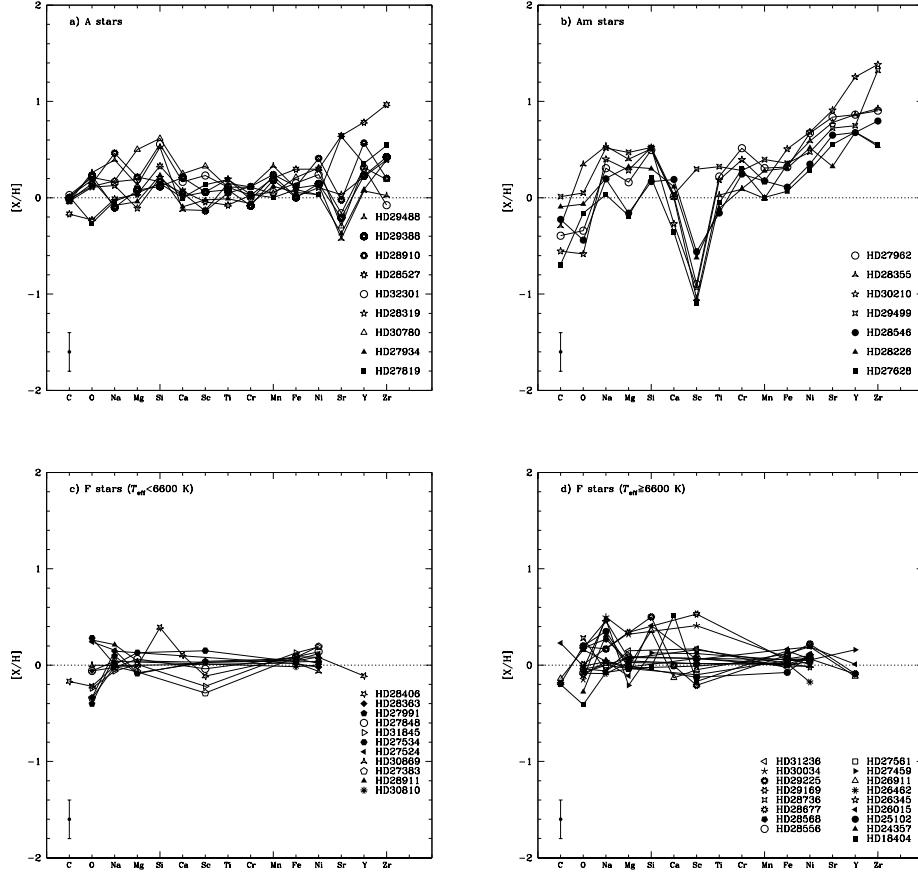 a) A stars
[X/H]
2
1
0
-1
-2
HD29488
HD29388
HD28910
HD28527
HD32301
HD28319
HD30780
HD27934
HD27819
C O Na Mg Si Ca Sc Ti Cr Mn Fe Ni Sr Y Zr
b) Am stars
[X/H]
2
1
0
-1
-2
HD27962
HD28355
HD30210
HD29499
HD28546
HD28226
HD27628
C O Na Mg Si Ca Sc Ti Cr Mn Fe Ni Sr Y Zr
c) F stars (Teff<6600 K)
[X/H]
2
1
0
-1
-2
HD28406
HD28363
HD27991
HD27848
HD31845
HD27534
HD27524
HD30869
HD27383
HD28911
HD30810
C O Na Mg Si Ca Sc Ti Cr Mn Fe Ni Sr Y Zr
d) F stars (Teff≥6600 K)
[X/H]
2
1
0
-1
-2
HD31236
HD30034
HD29225
HD29169
HD28736
HD28677
HD28568
HD28556
HD27561
HD27459
HD26911
HD26462
HD26345
HD26015
HD25102
HD24357
HD18404
C O Na Mg Si Ca Sc Ti Cr Mn Fe Ni Sr Y Zr